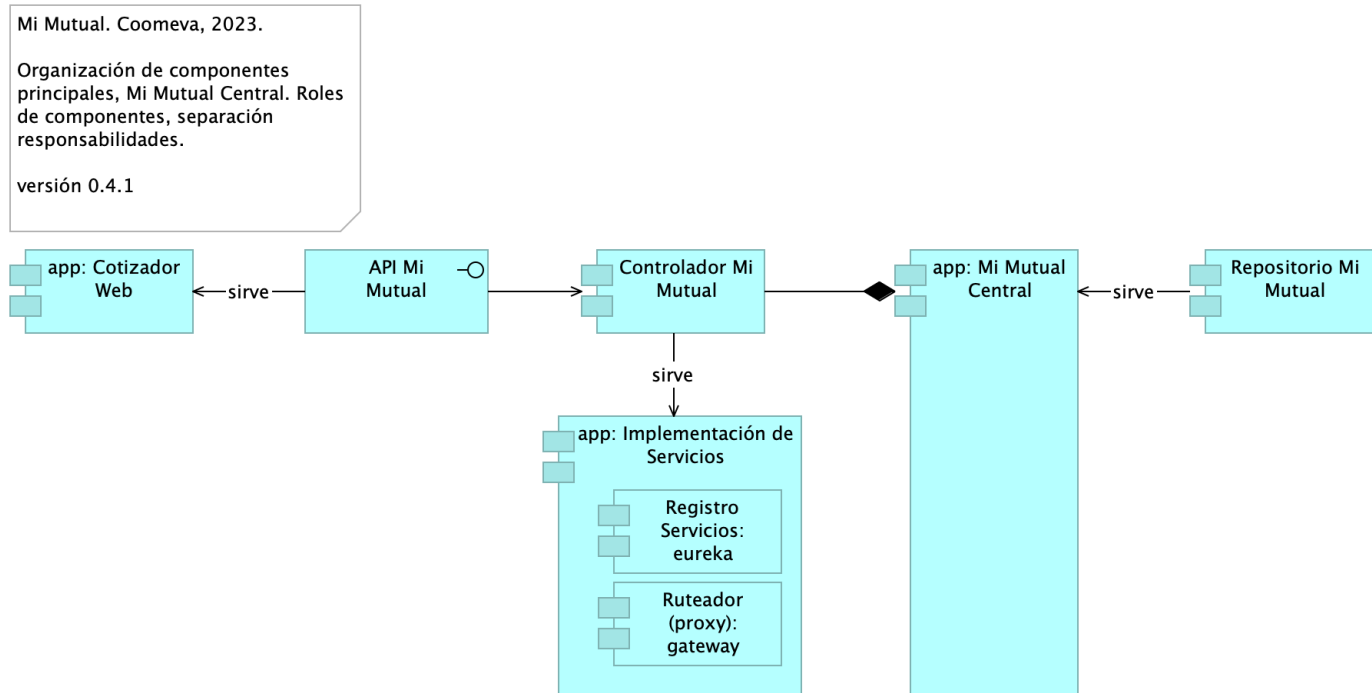 Mi Mutual. Coomeva, 2023.
Organización de componentes
principales, Mi Mutual Central. Roles
de componentes, separación
responsabilidades.
versión 0.4.1
app: Cotizador
Web
sirve
API Mi
Mutual
Controlador Mi
Mutual
app: Mi Mutual
Central
sirve
Repositorio Mi
Mutual
sirve
app: Implementación de
Servicios
Registro
Servicios:
eureka
Ruteador
(proxy):
gateway